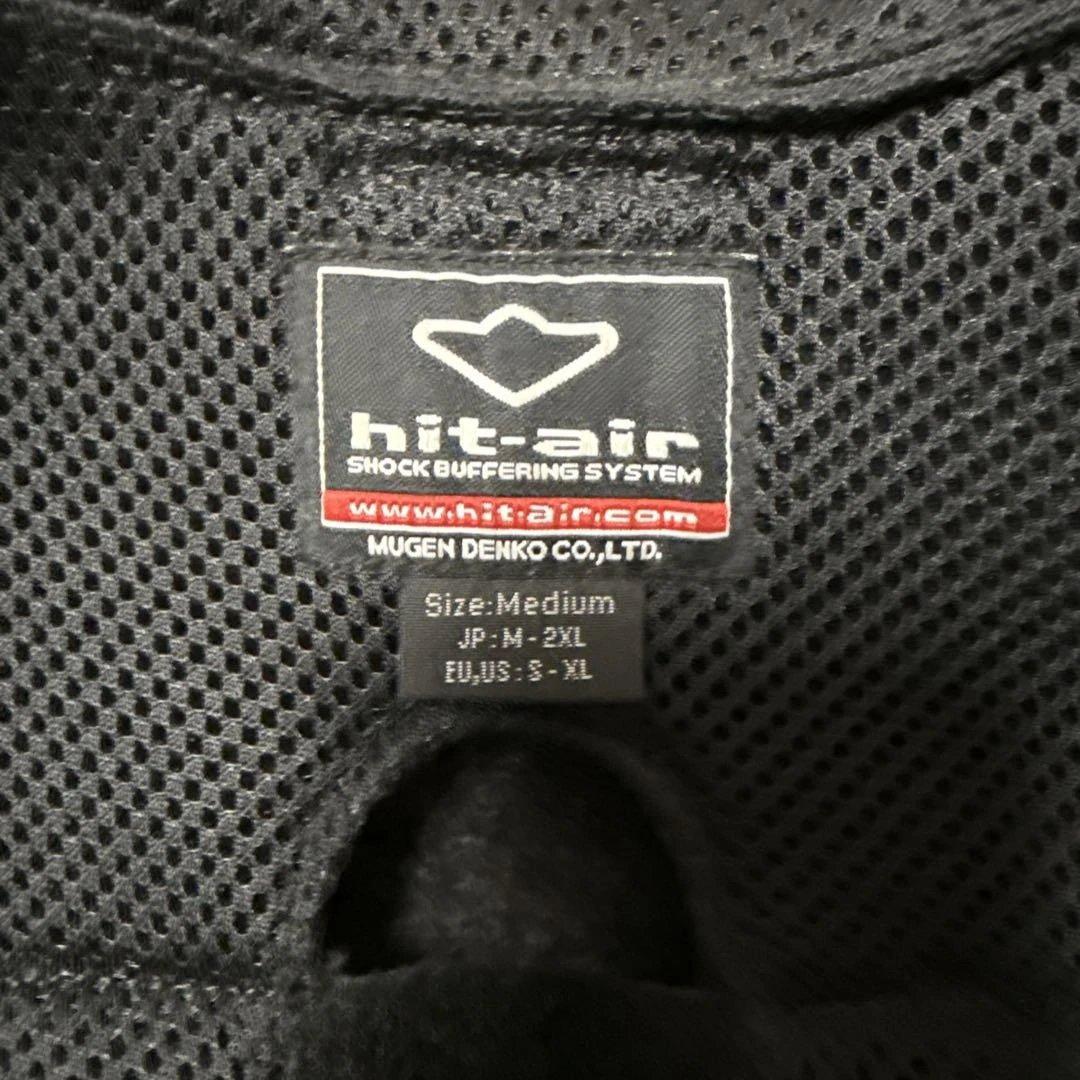 hit-air
SHOCK BUFFERING SYSTEM
www.hit-air.com
MUGEN DENKO CO.,LTD.
Size:Medium
JP:M-2XL
EU,US:S-XL